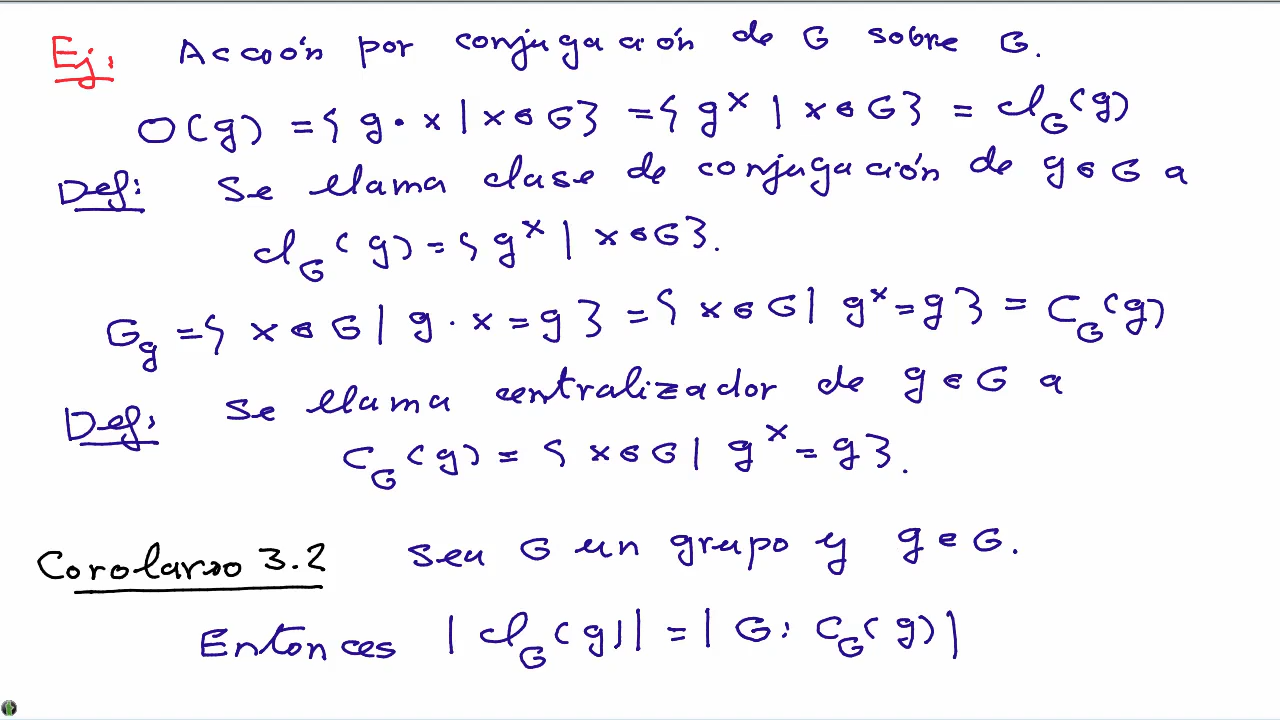 Ej: Acción por conjugación de G sobre G.
O(g) = { g · x | x ∈ G } = { g^x | x ∈ G } = cl_G(g)
Def: Se llama clase de conjugación de g ∈ G a
cl_G(g) = { g^x | x ∈ G }.
G_g = { x ∈ G | g · x = g } = { x ∈ G | g^x = g } = C_G(g)
Def: Se llama centralizador de g ∈ G a
C_G(g) = { x ∈ G | g^x = g }.
Corolario 3.2 Sea G un grupo y g ∈ G.
Entonces | cl_G(g) | = | G : C_G(g) |